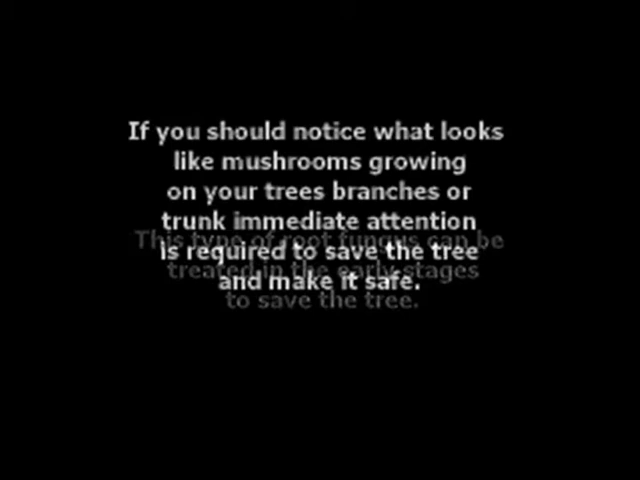 If you should notice what looks
like mushrooms growing
on your trees branches or
trunk immediate attention
is required to save the tree
and make it safe.
This type of root fungus can be
treated in the early stages
to save the tree.